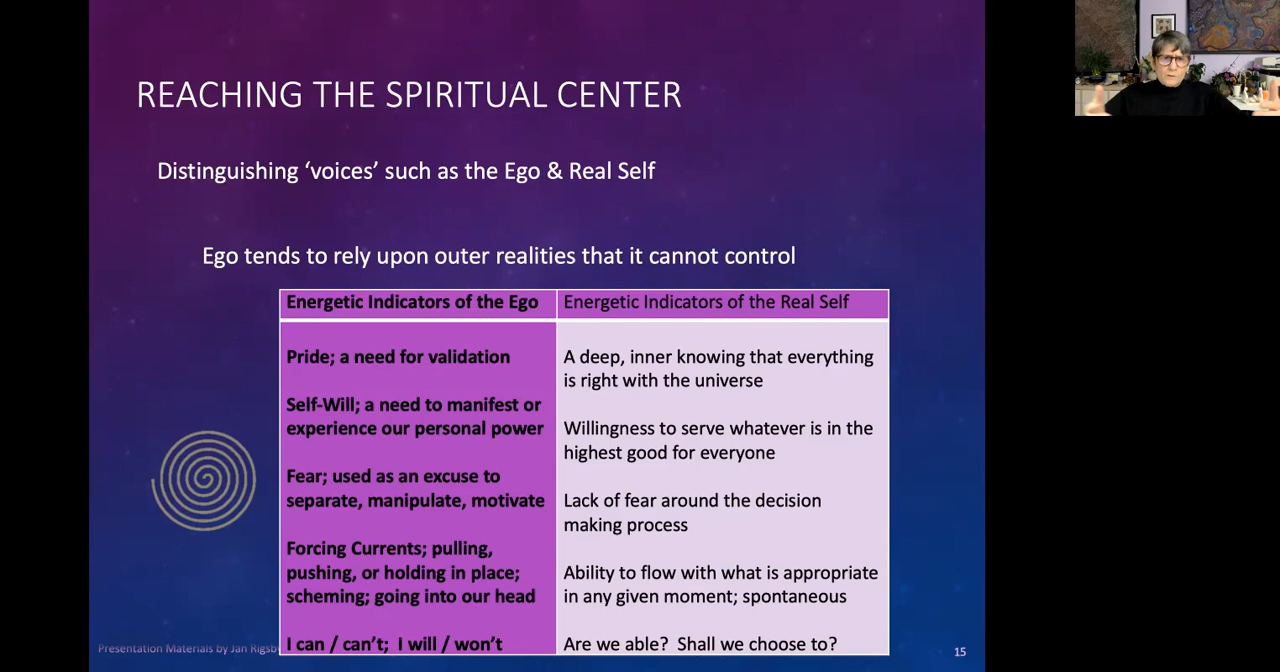 REACHING THE SPIRITUAL CENTER
Distinguishing ‘voices’ such as the Ego & Real Self
Ego tends to rely upon outer realities that it cannot control
Energetic Indicators of the Ego
Energetic Indicators of the Real Self
Pride; a need for validation
Self-Will; a need to manifest or
experience our personal power
Fear; used as an excuse to
separate, manipulate, motivate
Forcing Currents; pulling,
pushing, or holding in place;
scheming; going into our head
I can / can’t; I will / won’t
A deep, inner knowing that everything
is right with the universe
Willingness to serve whatever is in the
highest good for everyone
Lack of fear around the decision
making process
Ability to flow with what is appropriate
in any given moment; spontaneous
Are we able? Shall we choose to?
Presentation Materials by Jan Rigsby
15